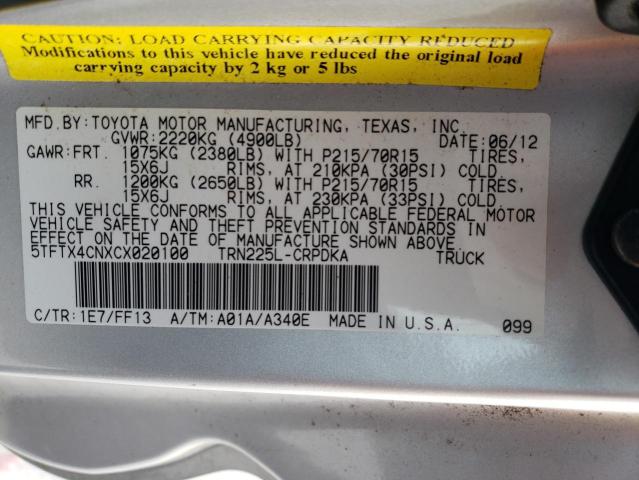 CAUTION: LOAD CARRYING CAPACITY REDUCED
Modifications to this vehicle have reduced the original load
carrying capacity by 2 kg or 5 lbs
MFD.BY:TOYOTA MOTOR MANUFACTURING, TEXAS, INC.
GVWR:2220KG (4900LB) DATE:06/12
GAWR:FRT. 1075KG (2380LB) WITH P215/70R15 TIRES,
15X6J RIMS, AT 210KPA (30PSI) COLD
RR. 1200KG (2650LB) WITH P215/70R15 TIRES,
15X6J RIMS, AT 230KPA (33PSI) COLD.
THIS VEHICLE CONFORMS TO ALL APPLICABLE FEDERAL MOTOR
VEHICLE SAFETY AND THEFT PREVENTION STANDARDS IN
EFFECT ON THE DATE OF MANUFACTURE SHOWN ABOVE.
5TFTX4CNXCX020100 TRN225L-CRPDKA TRUCK
C/TR:1E7/FF13 A/TM:A01A/A340E MADE IN U.S.A. 099